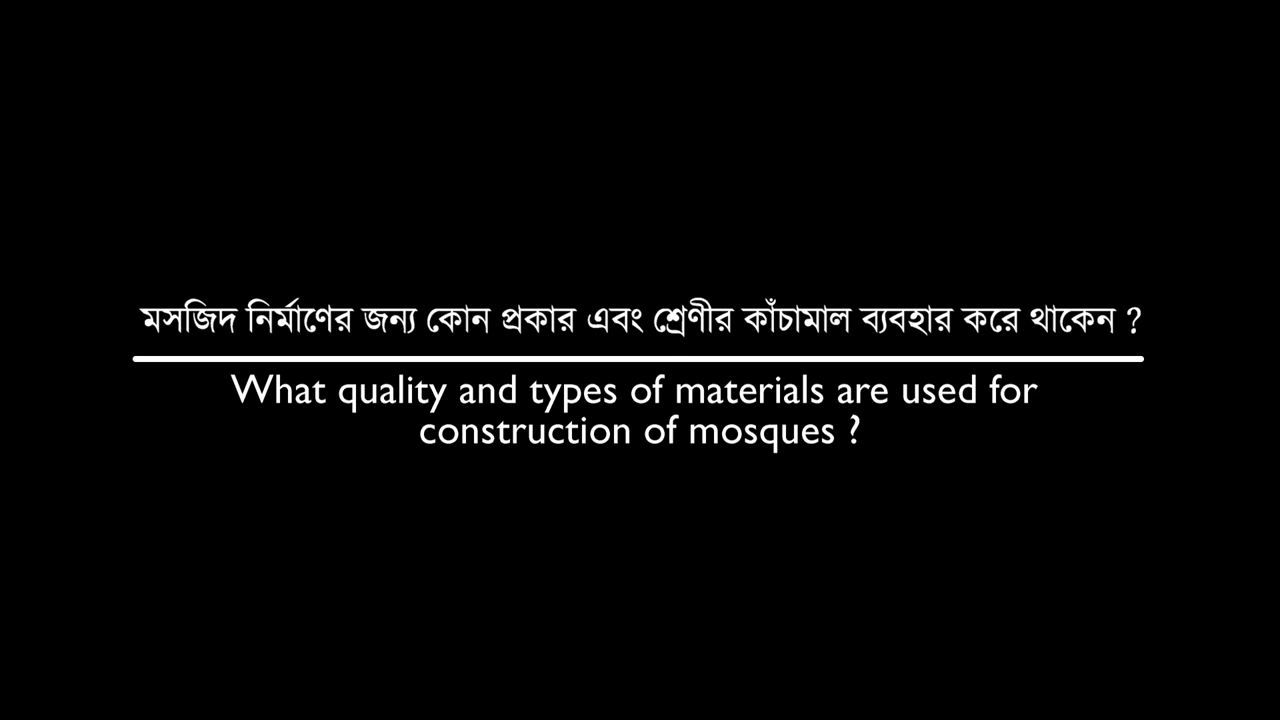 মসজিদ নির্মাণের জন্য কোন প্রকার এবং শ্রেণীর কাঁচামাল ব্যবহার করে থাকেন ?
What quality and types of materials are used for
construction of mosques ?